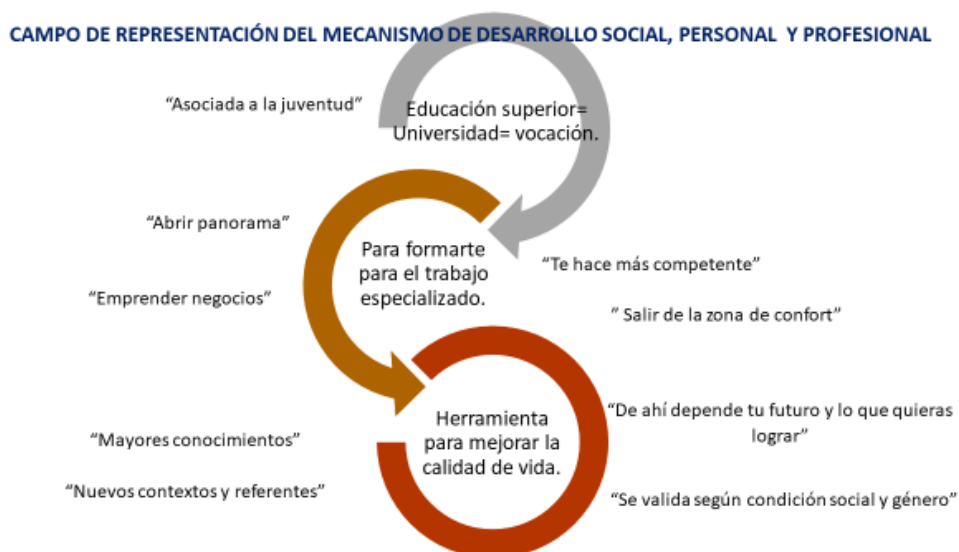 CAMPO DE REPRESENTACIÓN DEL MECANISMO DE DESARROLLO SOCIAL, PERSONAL Y PROFESIONAL
“Asociada a la juventud”
Educación superior=
Universidad= vocación.
“Abrir panorama”
Para formarte
para el trabajo
especializado.
“Te hace más competente”
“Emprender negocios”
” Salir de la zona de confort”
“De ahí depende tu futuro y lo que quieras
lograr”
Herramienta
para mejorar la
calidad de vida.
“Mayores conocimientos”
“Nuevos contextos y referentes”
“Se valida según condición social y género”